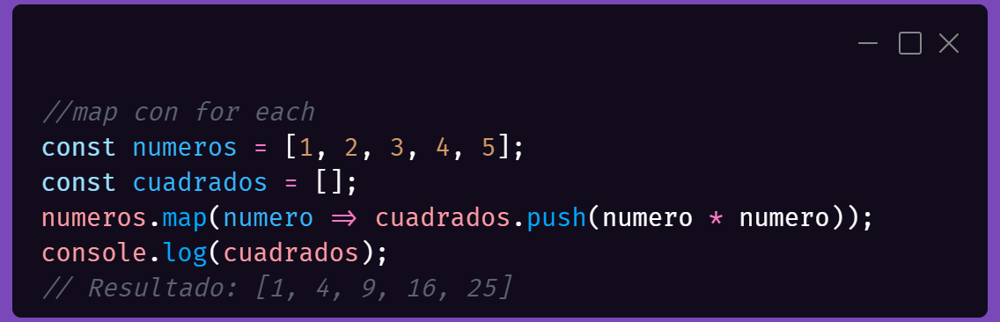 //map con for each
const numeros = [1, 2, 3, 4, 5];
const cuadrados = [];
numeros.map(numero => cuadrados.push(numero * numero));
console.log(cuadrados);
// Resultado: [1, 4, 9, 16, 25]